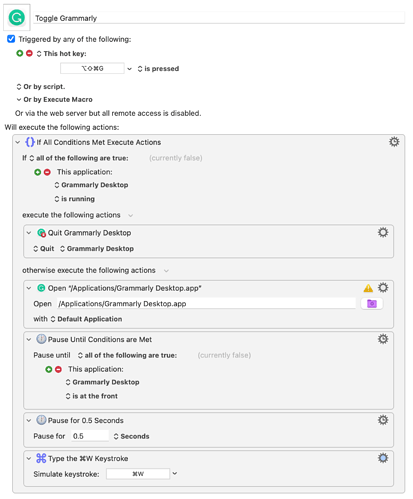 Toggle Grammarly
Triggered by any of the following:
This hot key:
⌥⇧⌘G is pressed
Or by script.
Or by Execute Macro
Or via the web server but all remote access is disabled.
Will execute the following actions:
If All Conditions Met Execute Actions
If all of the following are true: (currently false)
This application:
Grammarly Desktop
is running
execute the following actions
Quit Grammarly Desktop
Quit Grammarly Desktop
otherwise execute the following actions
Open “/Applications/Grammarly Desktop.app”
Open /Applications/Grammarly Desktop.app
with Default Application
Pause Until Conditions are Met
Pause until all of the following are true: (currently false)
This application:
Grammarly Desktop
is at the front
Pause for 0.5 Seconds
Pause for 0.5 Seconds
Type the ⌘W Keystroke
Simulate keystroke: ⌘W